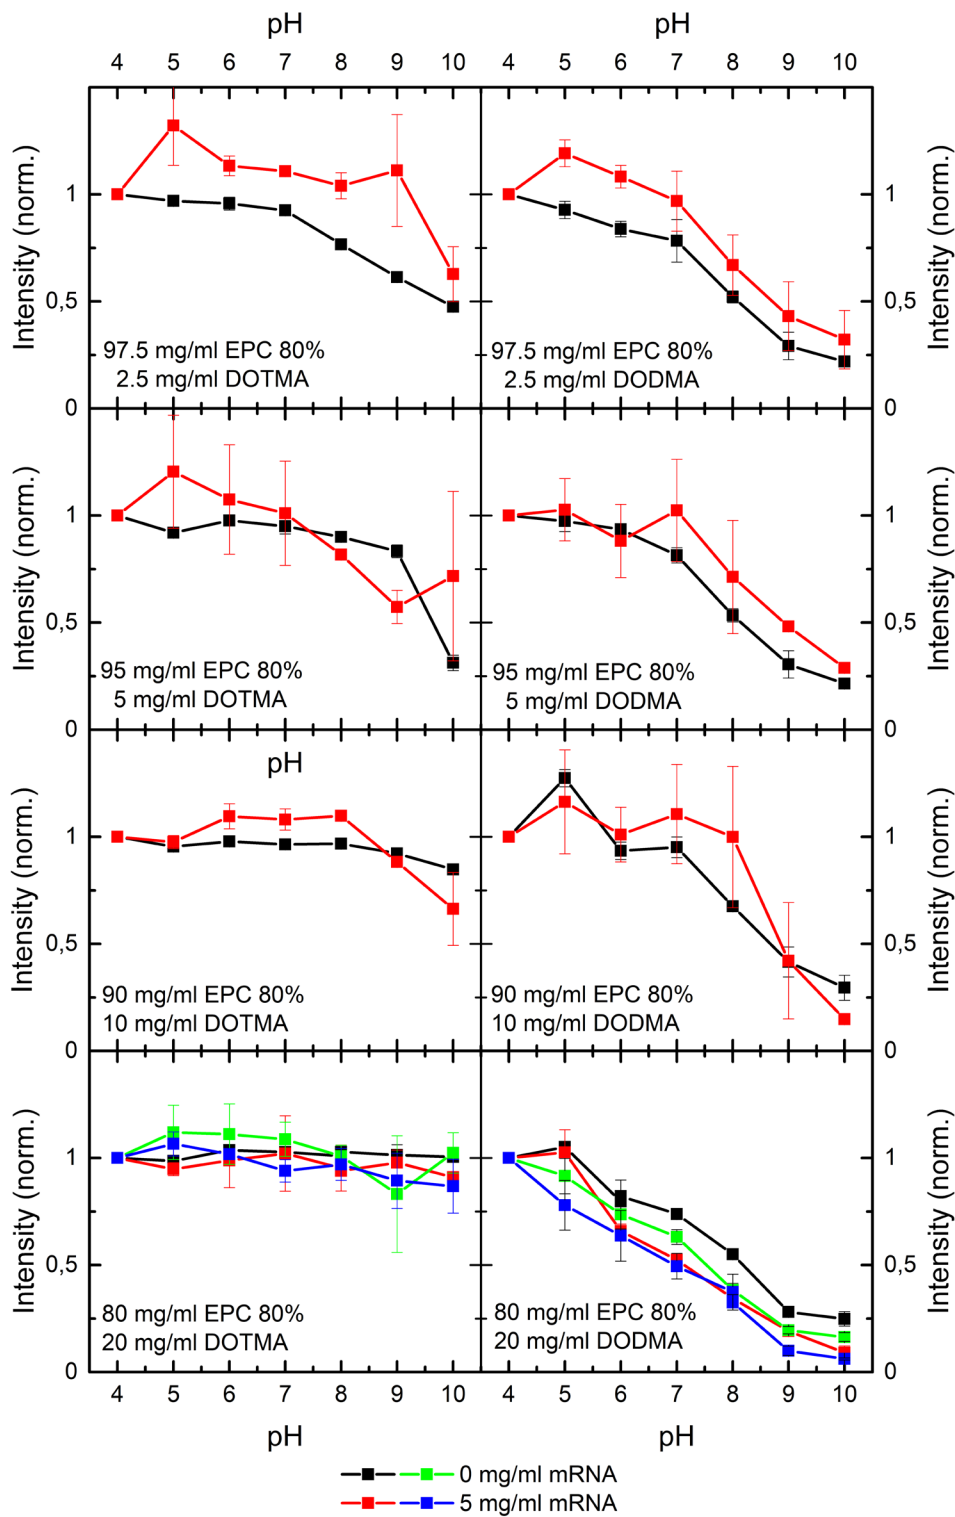 pH pH
4 5 6 7 8 9 10 4 5 6 7 8 9 10
Intensity (norm.) 1 0.5 0
97.5 mg/ml EPC 80%
2.5 mg/ml DOTMA
97.5 mg/ml EPC 80%
2.5 mg/ml DODMA
1 0,5 0 Intensity (norm.)
Intensity (norm.) 1 0,5 0
95 mg/ml EPC 80%
5 mg/ml DOTMA
95 mg/ml EPC 80%
5 mg/ml DODMA
1 0,5 0 Intensity (norm.)
pH
Intensity (norm.) 1 0.5 0
90 mg/ml EPC 80%
10 mg/ml DOTMA
90 mg/ml EPC 80%
10 mg/ml DODMA
1 0,5 0 Intensity (norm.)
Intensity (norm.) 1 0,5 0
80 mg/ml EPC 80%
20 mg/ml DOTMA
80 mg/ml EPC 80%
20 mg/ml DODMA
1 0,5 0 Intensity (norm.)
4 5 6 7 8 9 10 4 5 6 7 8 9 10
pH pH
0 mg/ml mRNA
5 mg/ml mRNA